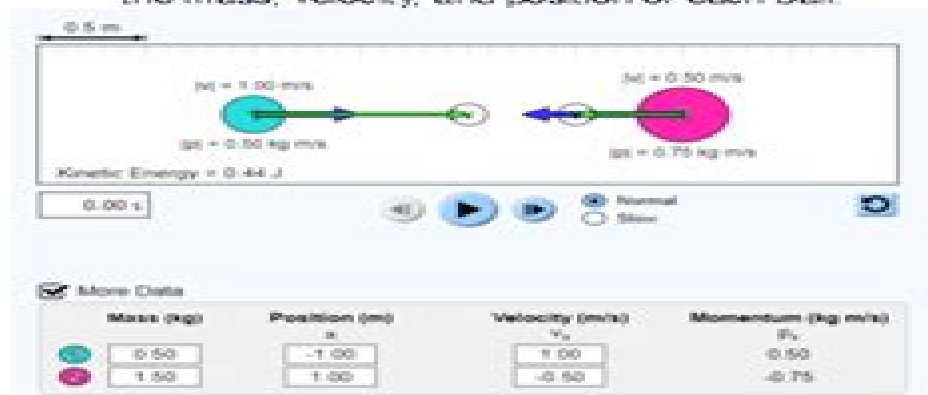 the mass, velocity, and position of each ball.
0.5 m
|v| = 1.00 m/s
|v| = 0.50 m/s
|p| = 0.50 kg m/s
|p| = 0.75 kg m/s
Kinetic Energy = 0.44 J
0.00 s
Normal
Slow
More Data
Mass (kg) Position (m) Velocity (m/s) Momentum (kg m/s)
x Vx Px
1 0.50 -1.00 1.00 0.50
2 1.50 1.00 -0.50 -0.75